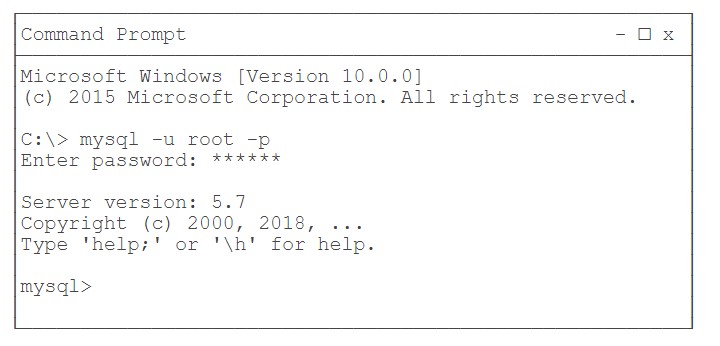 Command Prompt – □ x
Microsoft Windows [Version 10.0.0]
(c) 2015 Microsoft Corporation. All rights reserved.
C:\> mysql -u root -p
Enter password: ******
Server version: 5.7
Copyright (c) 2000, 2018, ...
Type 'help;' or '\h' for help.
mysql>